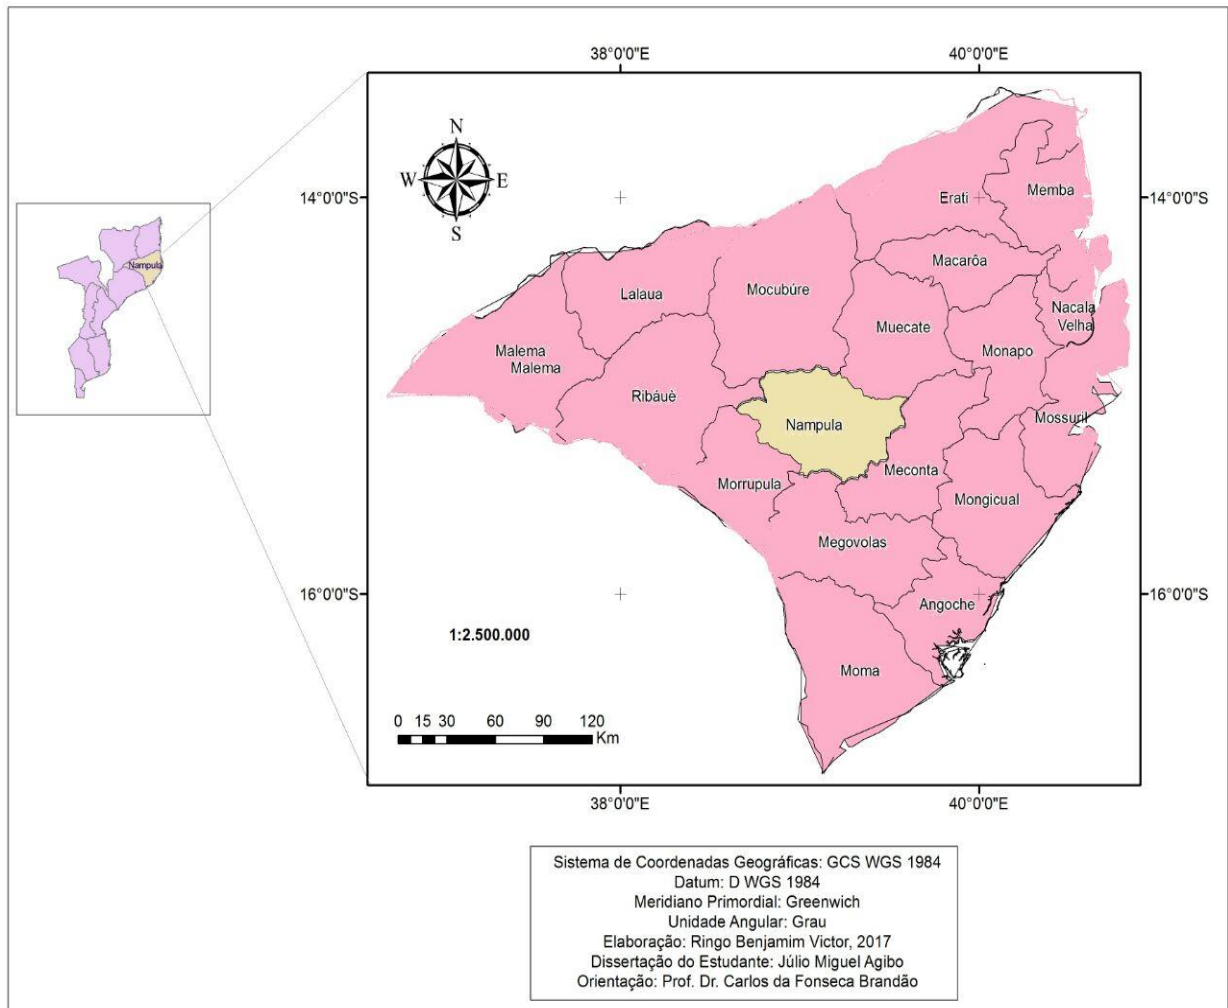 38°0'0"E
40°0'0"E
N
W
E
S
14°0'0"S
14°0'0"S
Nampula
Erati
Memba
Macarôa
Lalaua
Mocubúre
Muecate
Nacala
Velha
Malema
Malema
Monapo
Ribáuè
Nampula
Mossuril
Meconta
Morrupula
Mongicual
Megovolas
16°0'0"S
16°0'0"S
Angoche
1:2.500.000
Moma
0 15 30 60 90 120
Km
38°0'0"E
40°0'0"E
Sistema de Coordenadas Geográficas: GCS WGS 1984
Datum: D WGS 1984
Meridiano Primordial: Greenwich
Unidade Angular: Grau
Elaboração: Ringo Benjamim Victor, 2017
Dissertação do Estudante: Júlio Miguel Agibo
Orientação: Prof. Dr. Carlos da Fonseca Brandão